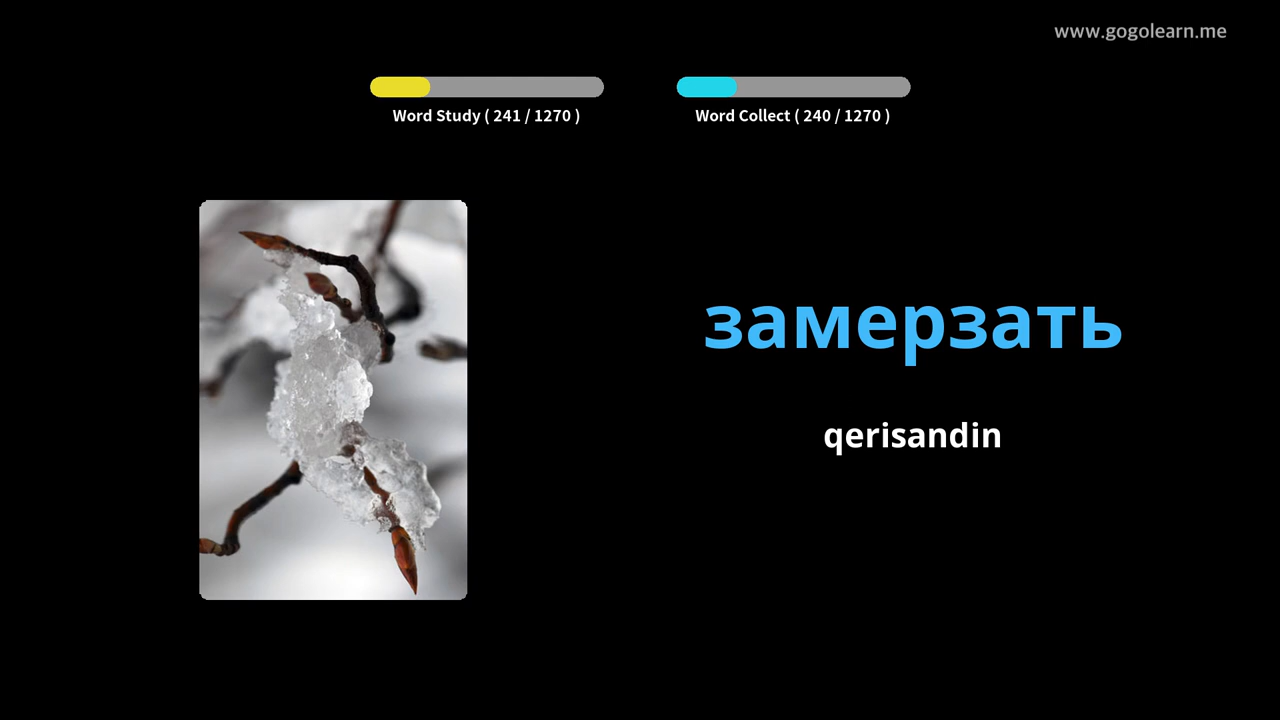 www.gogolearn.me
Word Study ( 241 / 1270 )
Word Collect ( 240 / 1270 )
замерзать
qerisandin